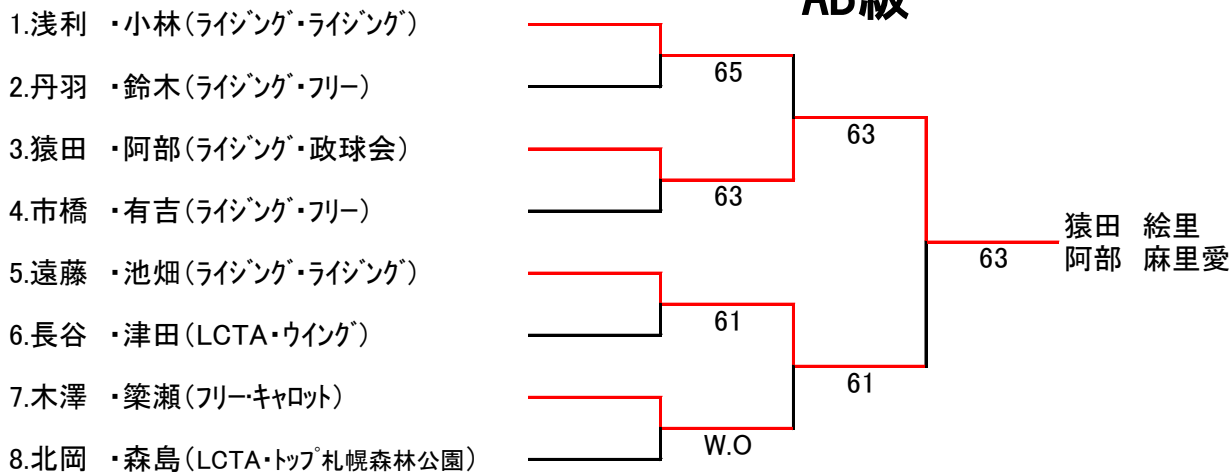 AB級
1.浅利 ・小林(ﾗｲｼﾞﾝｸﾞ・ﾗｲｼﾞﾝｸﾞ)
65
2.丹羽 ・鈴木(ﾗｲｼﾞﾝｸﾞ・ﾌﾘｰ)
3.猿田 ・阿部(ﾗｲｼﾞﾝｸﾞ・政球会)
63
63
4.市橋 ・有吉(ﾗｲｼﾞﾝｸﾞ・ﾌﾘｰ)
猿田 絵里
阿部 麻里愛
63
5.遠藤 ・池畑(ﾗｲｼﾞﾝｸﾞ・ﾗｲｼﾞﾝｸﾞ)
61
6.長谷 ・津田(LCTA・ｳｲﾝｸﾞ)
61
7.木澤 ・簗瀬(ﾌﾘｰ・ｷｬﾛｯﾄ)
W.O
8.北岡 ・森島(LCTA・ﾄｯﾌﾟ札幌森林公園)